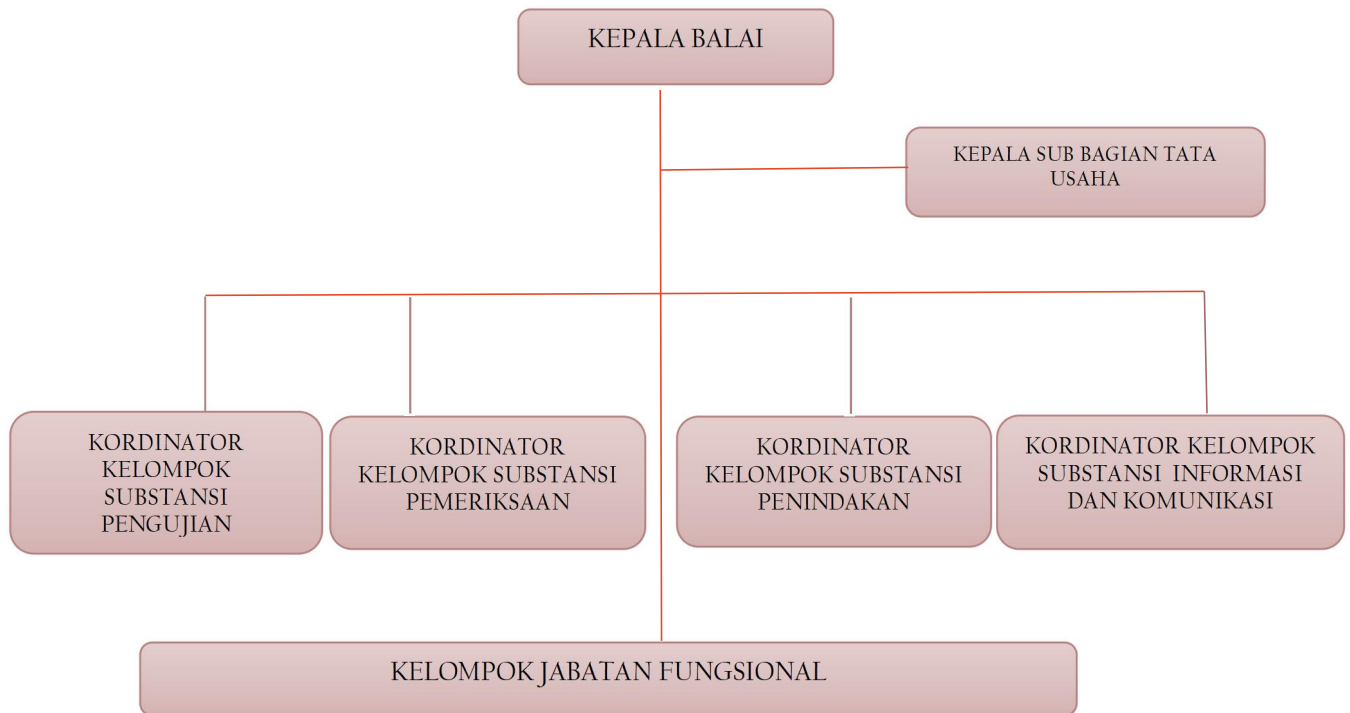 KEPALA BALAI
KEPALA SUB BAGIAN TATA
USAHA
KORDINATOR
KELOMPOK
SUBSTANSI
PENGUJIAN
KORDINATOR
KELOMPOK SUBSTANSI
PEMERIKSAAN
KORDINATOR
KELOMPOK SUBSTANSI
PENINDAKAN
KORDINATOR KELOMPOK
SUBSTANSI INFORMASI
DAN KOMUNIKASI
KELOMPOK JABATAN FUNGSIONAL